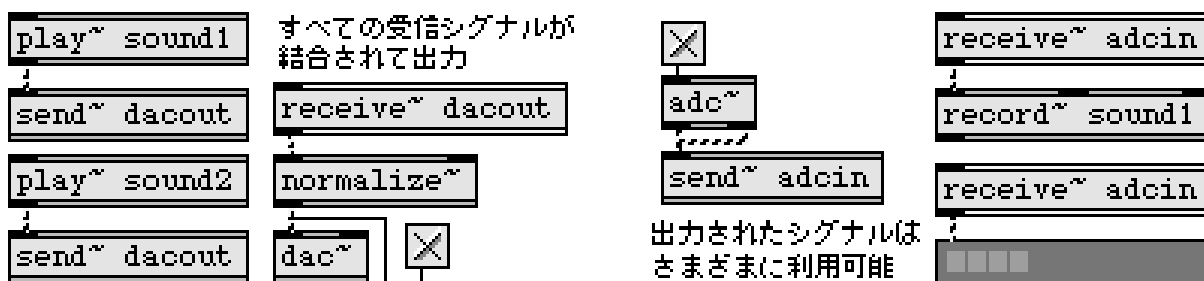 play~ sound1
send~ dacout
play~ sound2
send~ dacout
すべての受信シグナルが
結合されて出力
receive~ dacout
normalize~
dac~
adc~
send~ adcin
出力されたシグナルは
さまざまに利用可能
receive~ adcin
record~ sound1
receive~ adcin